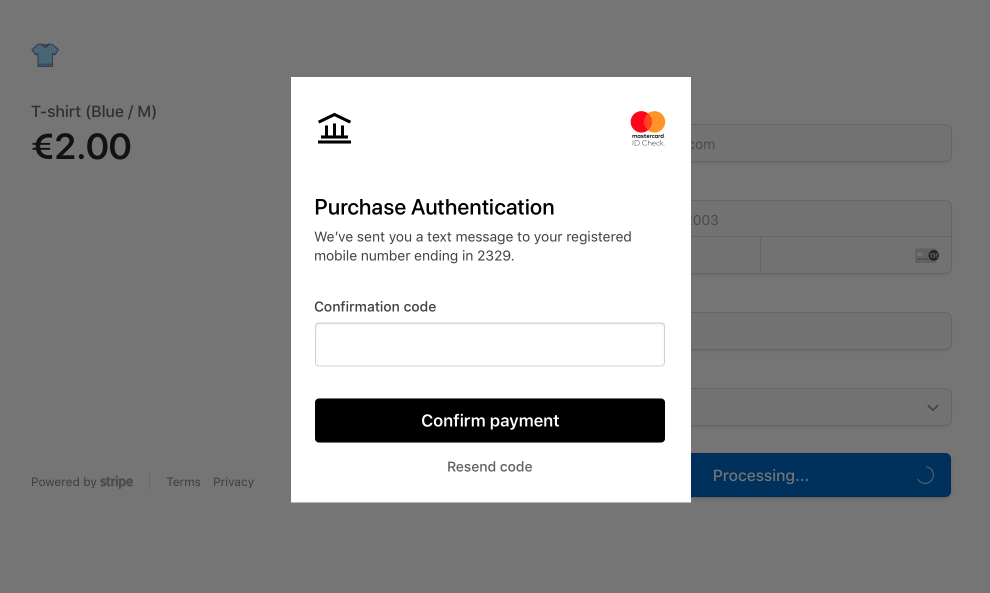 T-shirt (Blue / M)
€2.00
mastercard
ID Check
Purchase Authentication
We’ve sent you a text message to your registered
mobile number ending in 2329.
Confirmation code
Confirm payment
Resend code
com
2003
Processing...
Powered by stripe
Terms
Privacy